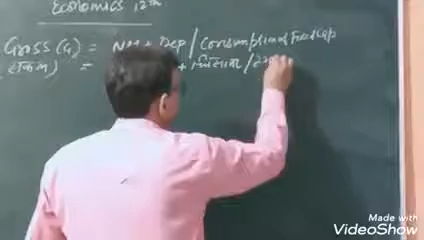 Economics 12th
Gross (G) = Net + Dep / Consumption of Fixed Cap
(सकल) = + घिसावट /
Made with
VideoShow